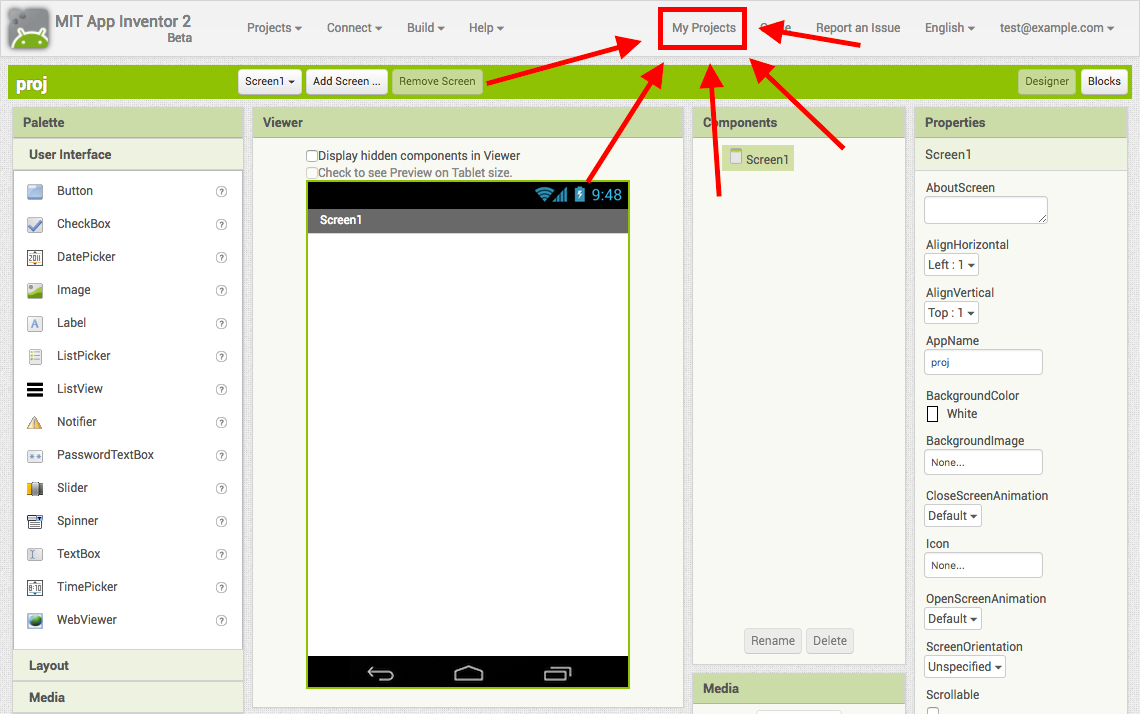 MIT App Inventor 2
Beta
Projects Connect Build Help My Projects Report an Issue English test@example.com
proj Screen1 Add Screen ... Remove Screen Designer Blocks
Palette
User Interface
Button ?
CheckBox ?
DatePicker ?
Image ?
A Label ?
ListPicker ?
ListView ?
Notifier ?
PasswordTextBox ?
Slider ?
Spinner ?
TextBox ?
TimePicker ?
WebViewer ?
Layout
Media
Viewer
Display hidden components in Viewer
Check to see Preview on Tablet size.
9:48
Screen1
Components
Screen1
Rename Delete
Media
Properties
Screen1
AboutScreen
AlignHorizontal
Left : 1
AlignVertical
Top : 1
AppName
proj
BackgroundColor
White
BackgroundImage
None...
CloseScreenAnimation
Default
Icon
None...
OpenScreenAnimation
Default
ScreenOrientation
Unspecified
Scrollable